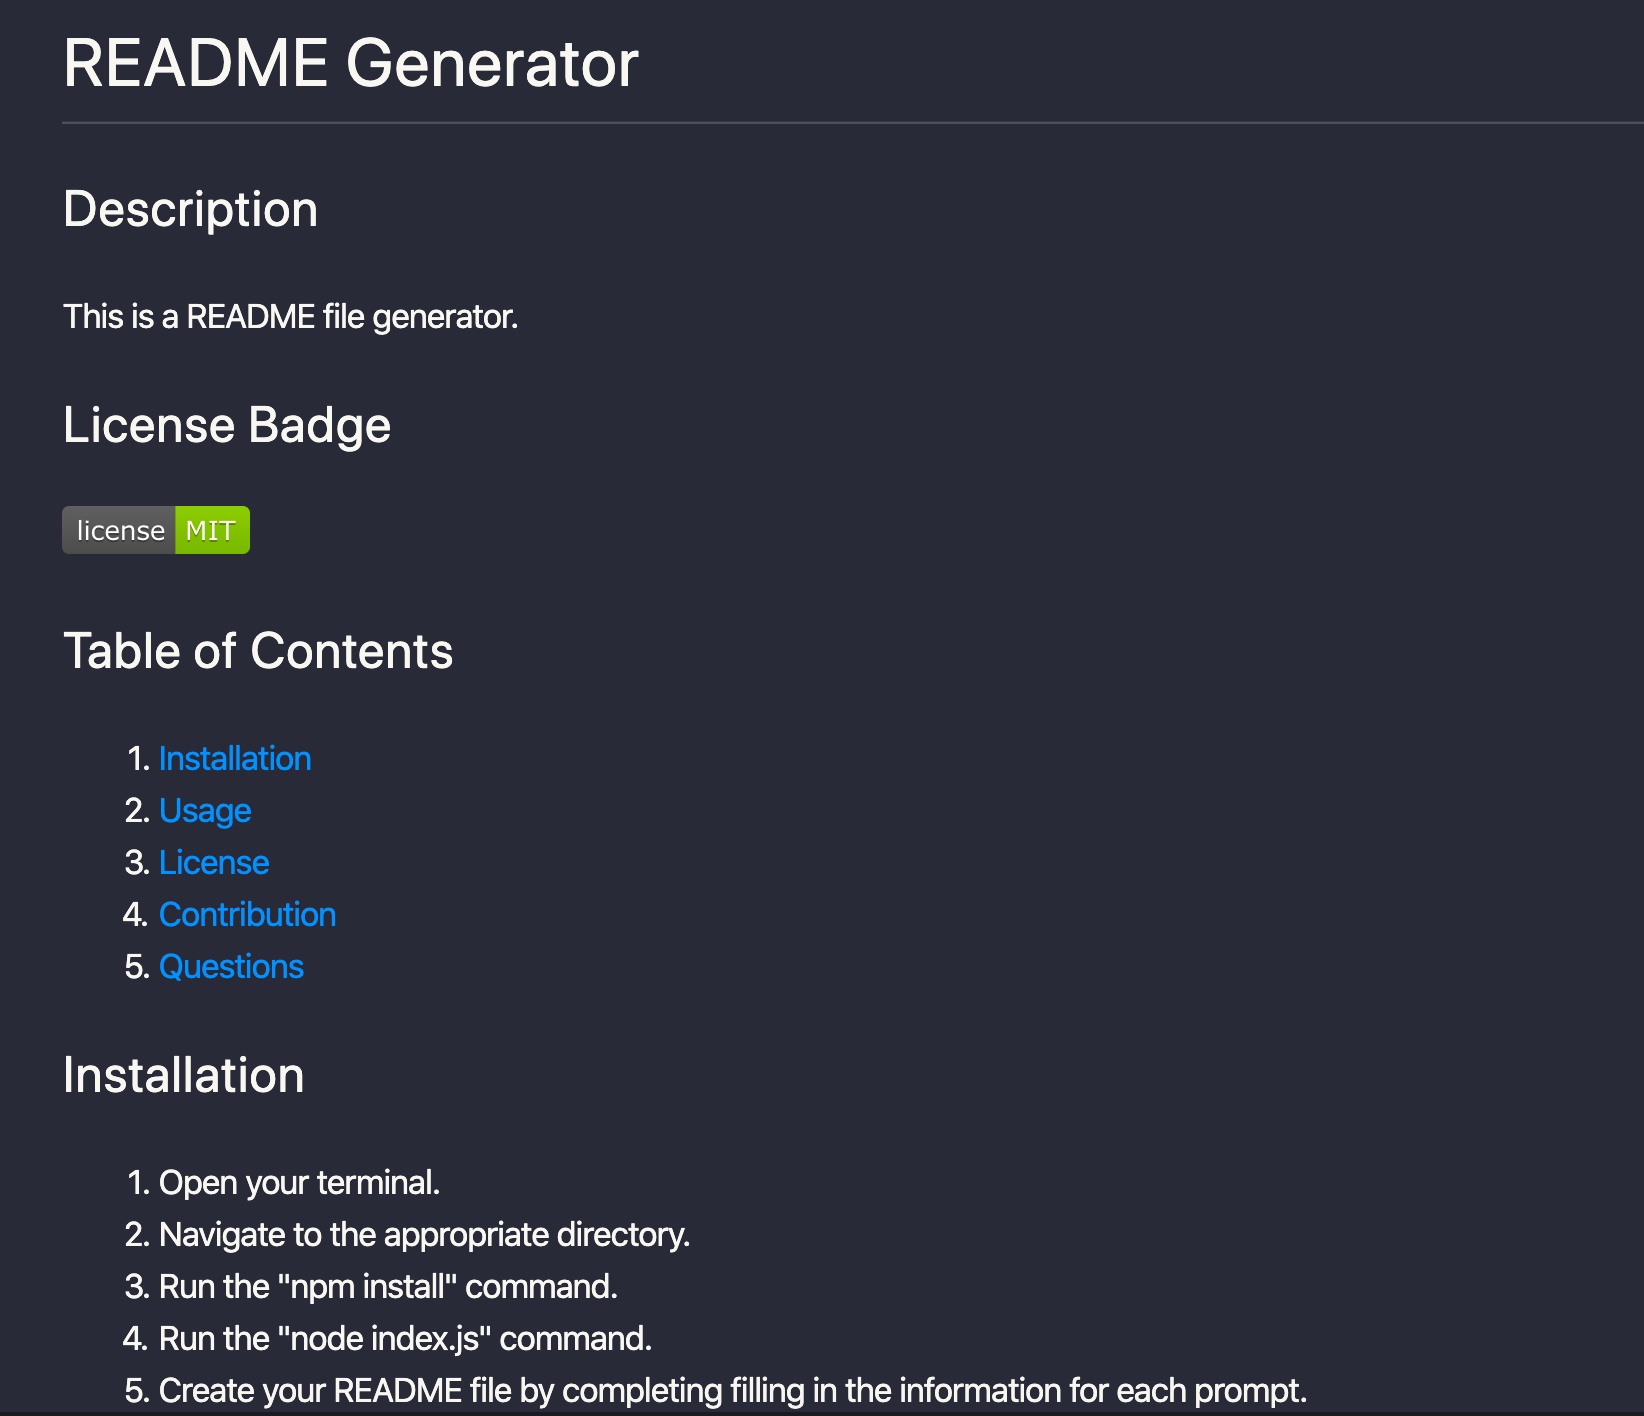 README Generator
Description
This is a README file generator.
License Badge
license MIT
Table of Contents
1. Installation
2. Usage
3. License
4. Contribution
5. Questions
Installation
1. Open your terminal.
2. Navigate to the appropriate directory.
3. Run the "npm install" command.
4. Run the "node index.js" command.
5. Create your README file by completing filling in the information for each prompt.